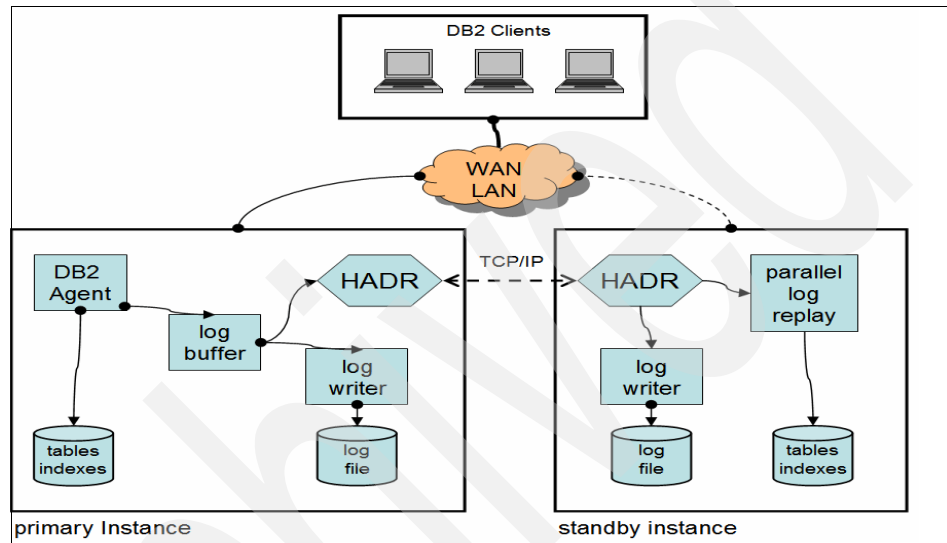 DB2 Clients
WAN
LAN
DB2
Agent
log
buffer
HADR
log
writer
tables
indexes
log
file
primary Instance
TCP/IP
HADR
parallel
log
replay
log
writer
log
file
tables
indexes
standby instance